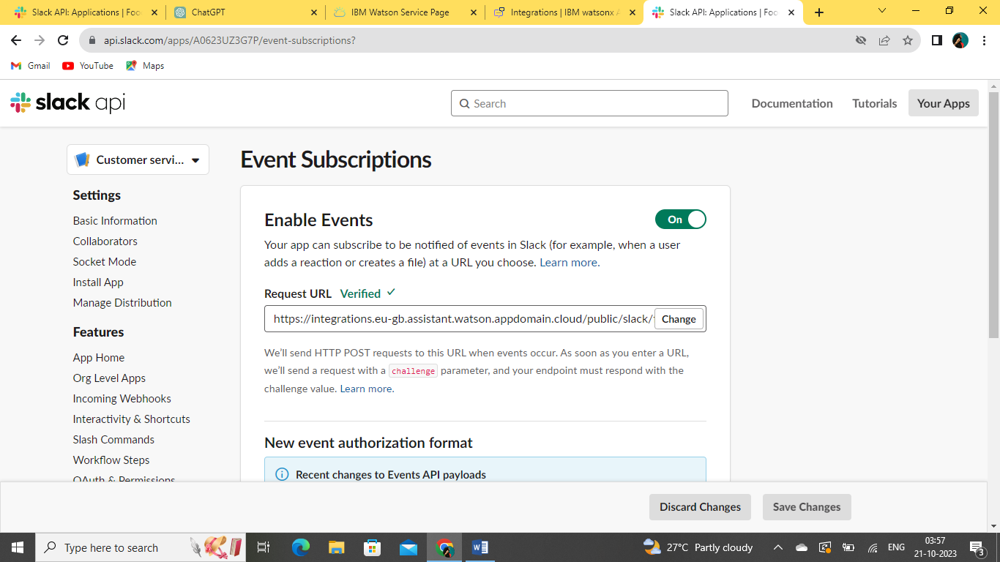 Slack API: Applications | Foo
ChatGPT
IBM Watson Service Page
Integrations | IBM watsonx A
Slack API: Applications | Foo
api.slack.com/apps/A0623UZ3G7P/event-subscriptions?
Gmail
YouTube
Maps
slack api
Search
Documentation
Tutorials
Your Apps
Customer servi...
Settings
Basic Information
Collaborators
Socket Mode
Install App
Manage Distribution
Features
App Home
Org Level Apps
Incoming Webhooks
Interactivity & Shortcuts
Slash Commands
Workflow Steps
OAuth & Permissions
Event Subscriptions
Enable Events
On
Your app can subscribe to be notified of events in Slack (for example, when a user
adds a reaction or creates a file) at a URL you choose. Learn more.
Request URL Verified
https://integrations.eu-gb.assistant.watson.appdomain.cloud/public/slack/
Change
We'll send HTTP POST requests to this URL when events occur. As soon as you enter a URL,
we'll send a request with a challenge parameter, and your endpoint must respond with the
challenge value. Learn more.
New event authorization format
Recent changes to Events API payloads
Discard Changes
Save Changes
Type here to search
27°C Partly cloudy
ENG
03:57
21-10-2023
3